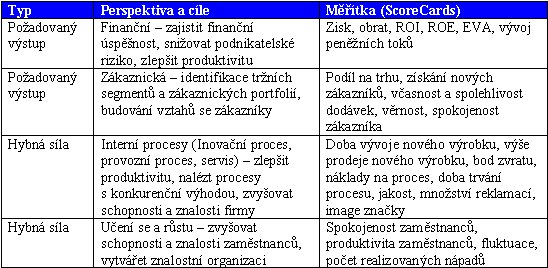 Typ Perspektiva a cíle Měřítka (ScoreCards)
Požadovaný výstup
Finanční – zajistit finanční úspěšnost, snižovat podnikatelské riziko, zlepšit produktivitu
Zisk, obrat, ROI, ROE, EVA, vývoj peněžních toků
Požadovaný výstup
Zákaznická – identifikace tržních segmentů a zákaznických portfolií, budování vztahů se zákazníky
Podíl na trhu, získání nových zákazníků, včasnost a spolehlivost dodávek, věrnost, spokojenost zákazníka
Hybná síla
Interní procesy (Inovační proces, provozní proces, servis) – zlepšit produktivitu, nalézt procesy s konkurenční výhodou, zvyšovat schopnosti a znalosti firmy
Doba vývoje nového výrobku, výše prodeje nového výrobku, bod zvratu, náklady na proces, doba trvání procesu, jakost, množství reklamací, image značky
Hybná síla
Učení se a růstu – zvyšovat schopnosti a znalosti zaměstnanců, vytvářet znalostní organizaci
Spokojenost zaměstnanců, produktivita zaměstnanců, fluktuace, počet realizovaných nápadů